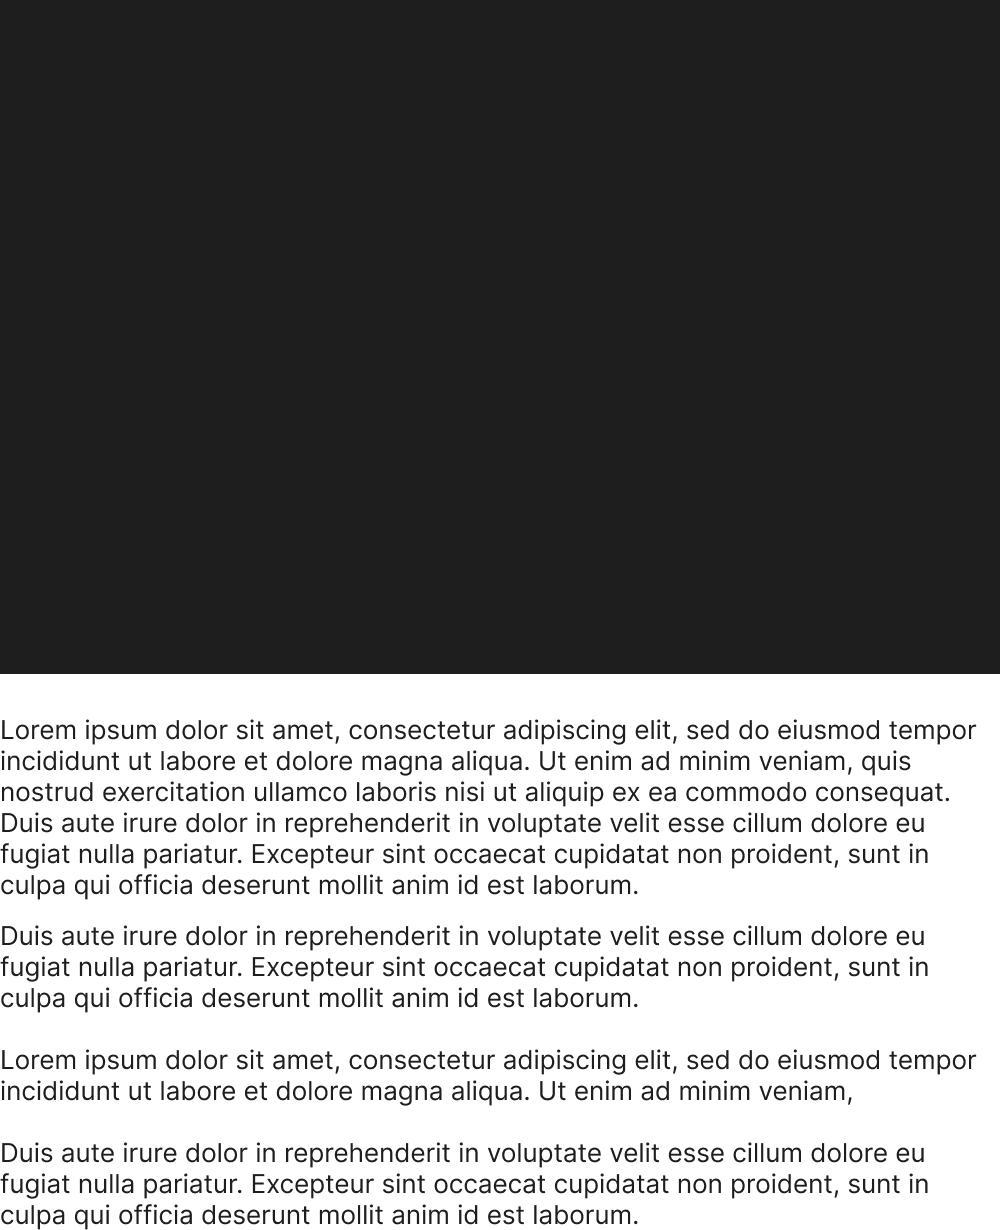 Lorem ipsum dolor sit amet, consectetur adipiscing elit, sed do eiusmod tempor
incididunt ut labore et dolore magna aliqua. Ut enim ad minim veniam, quis
nostrud exercitation ullamco laboris nisi ut aliquip ex ea commodo consequat.
Duis aute irure dolor in reprehenderit in voluptate velit esse cillum dolore eu
fugiat nulla pariatur. Excepteur sint occaecat cupidatat non proident, sunt in
culpa qui officia deserunt mollit anim id est laborum.
Duis aute irure dolor in reprehenderit in voluptate velit esse cillum dolore eu
fugiat nulla pariatur. Excepteur sint occaecat cupidatat non proident, sunt in
culpa qui officia deserunt mollit anim id est laborum.
Lorem ipsum dolor sit amet, consectetur adipiscing elit, sed do eiusmod tempor
incididunt ut labore et dolore magna aliqua. Ut enim ad minim veniam,
Duis aute irure dolor in reprehenderit in voluptate velit esse cillum dolore eu
fugiat nulla pariatur. Excepteur sint occaecat cupidatat non proident, sunt in
culpa qui officia deserunt mollit anim id est laborum.